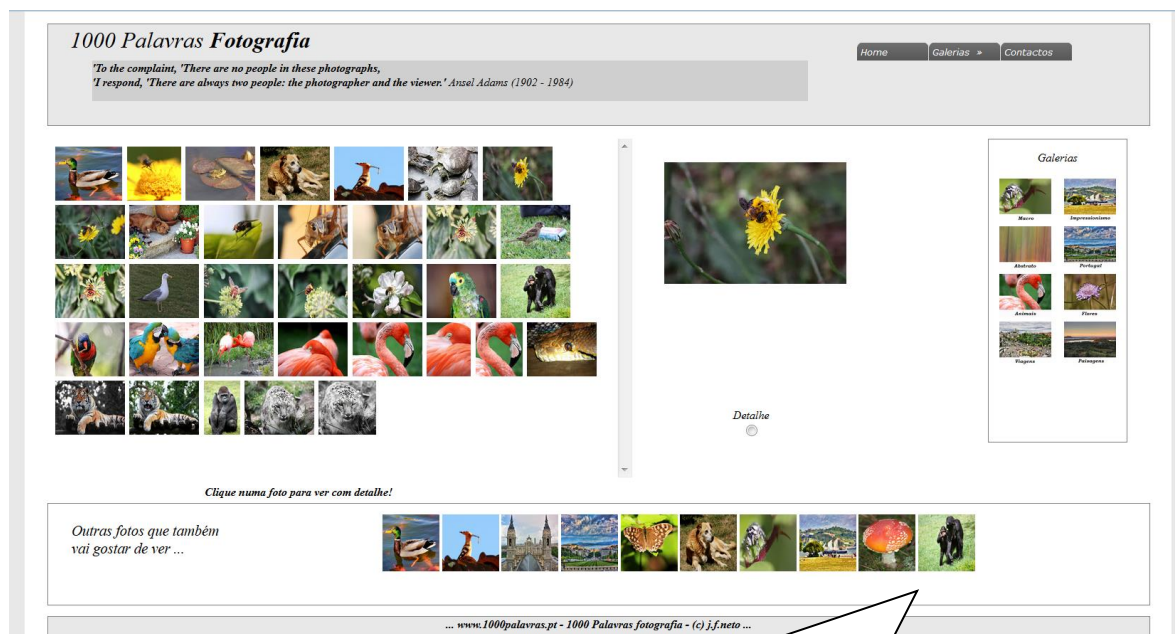 1000 Palavras Fotografia
Home
Galerias »
Contactos
'To the complaint, 'There are no people in these photographs,
'I respond, 'There are always two people: the photographer and the viewer.' Ansel Adams (1902 - 1984)
Galerias
Macro
Impressionismo
Abstrato
Portugal
Animais
Flores
Viagens
Paisagens
Detalhe
Clique numa foto para ver com detalhe!
Outras fotos que também
vai gostar de ver ...
... www.1000palavras.pt - 1000 Palavras fotografia - (c) j.f.neto ...